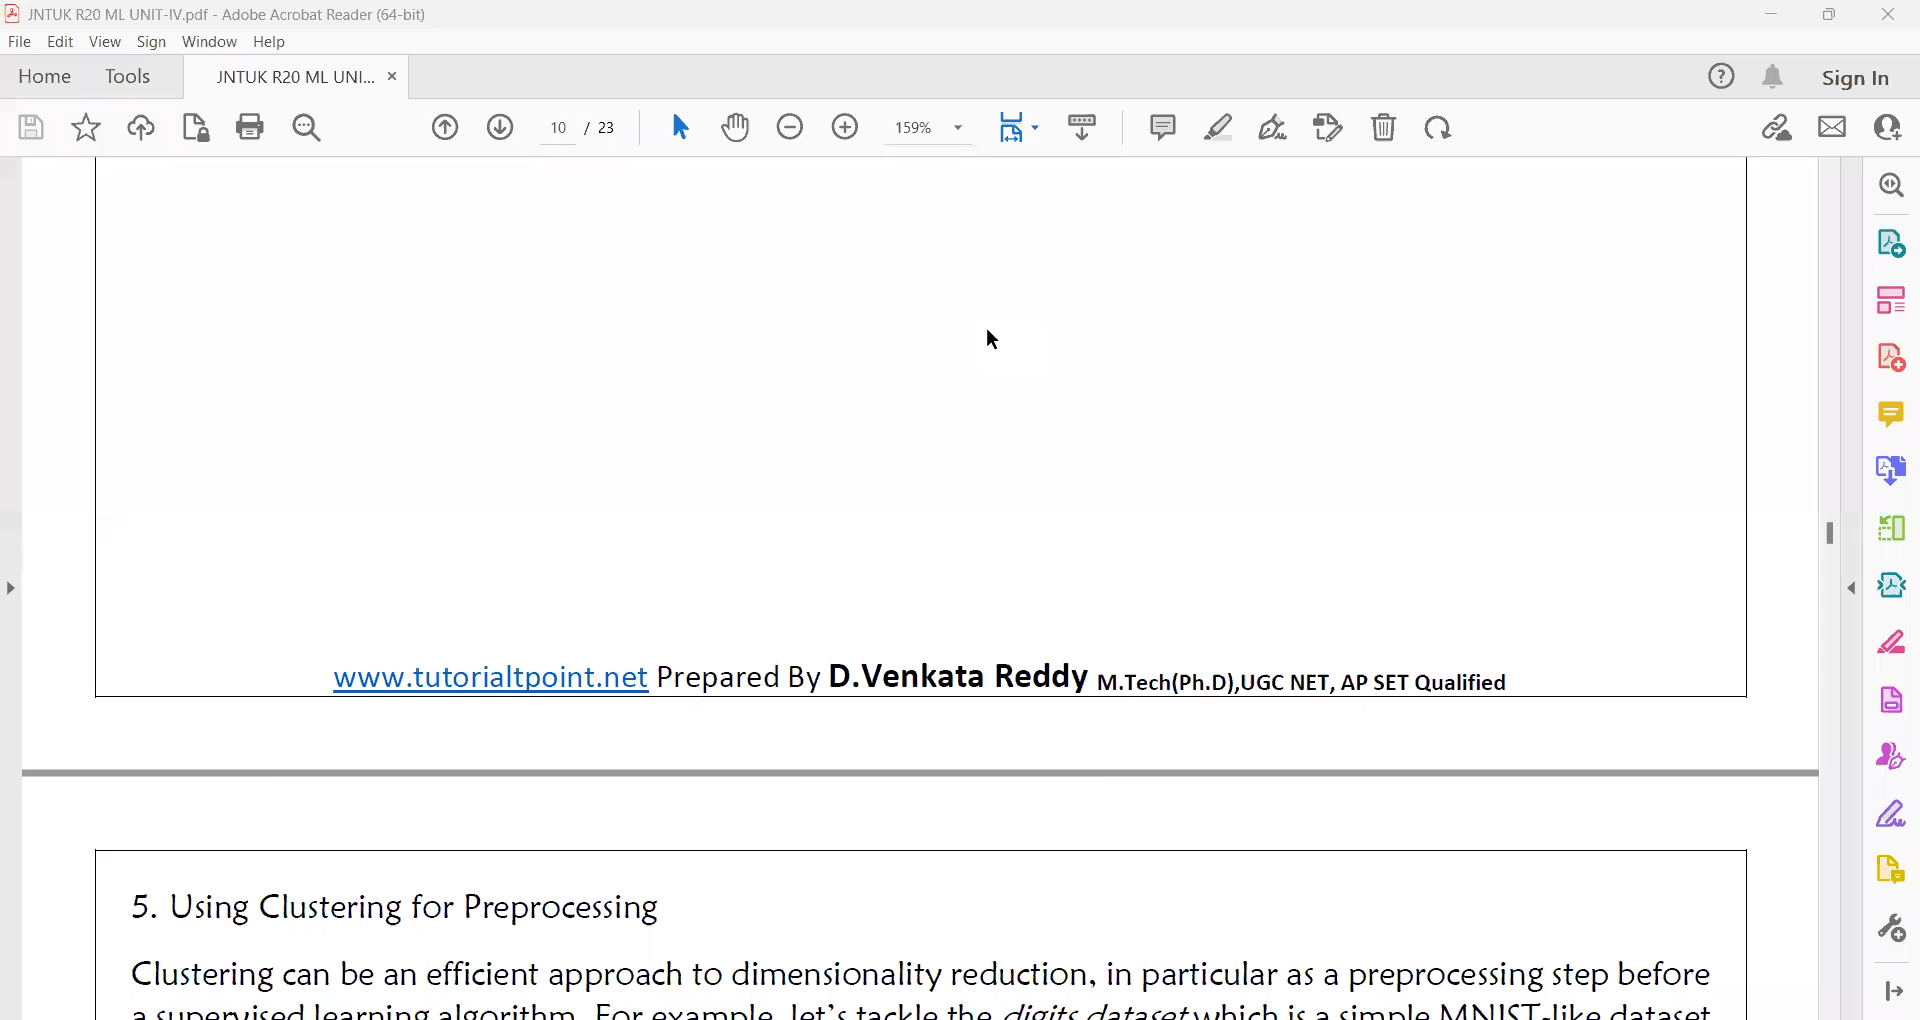 JNTUK R20 ML UNIT-IV.pdf - Adobe Acrobat Reader (64-bit)
File Edit View Sign Window Help
Home Tools JNTUK R20 ML UNI... × Sign In
10 / 23 159%
www.tutorialtpoint.net Prepared By D.Venkata Reddy M.Tech(Ph.D),UGC NET, AP SET Qualified
5. Using Clustering for Preprocessing
Clustering can be an efficient approach to dimensionality reduction, in particular as a preprocessing step before
a supervised learning algorithm. For example, let's tackle the digits dataset which is a simple MNIST-like dataset